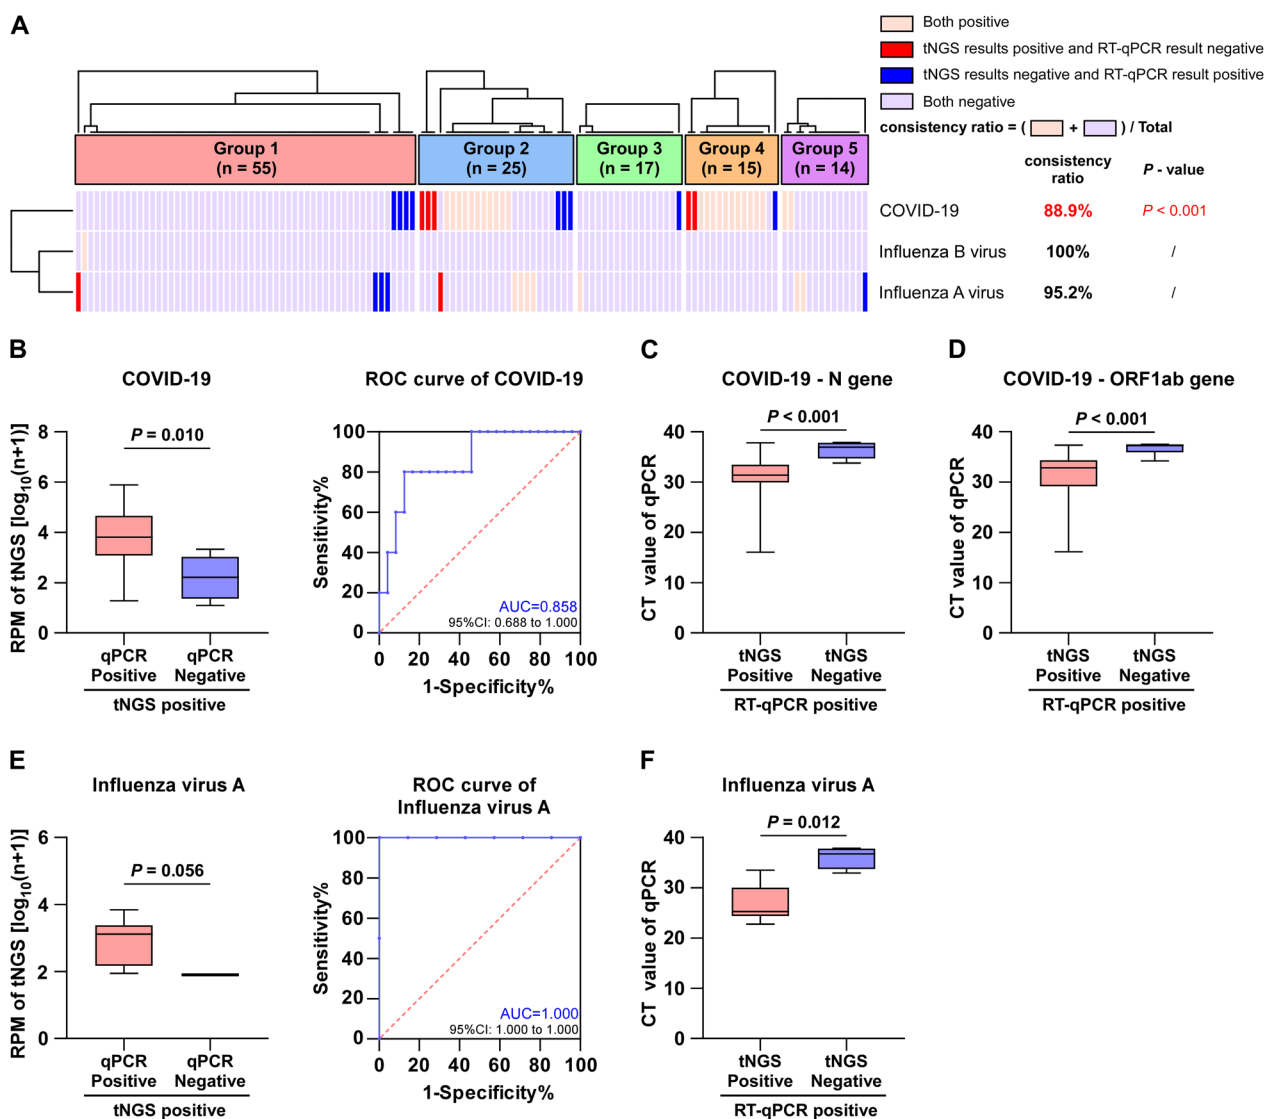 A
Both positive
tNGS results positive and RT-qPCR result negative
tNGS results negative and RT-qPCR result positive
Both negative
consistency ratio = ( + ) / Total
Group 1
(n = 55)
Group 2
(n = 25)
Group 3
(n = 17)
Group 4
(n = 15)
Group 5
(n = 14)
consistency
ratio
P - value
COVID-19 88.9% P < 0.001
Influenza B virus 100% /
Influenza A virus 95.2% /
B
COVID-19
P = 0.010
RPM of tNGS [log10(n+1)]
8
6
4
2
0
qPCR
Positive
qPCR
Negative
tNGS positive
ROC curve of COVID-19
Sensitivity%
100
80
60
40
20
0
AUC=0.858
95%CI: 0.688 to 1.000
0 20 40 60 80 100
1-Specificity%
C
COVID-19 - N gene
P < 0.001
CT value of qPCR
40
30
20
10
0
tNGS
Positive
tNGS
Negative
RT-qPCR positive
D
COVID-19 - ORF1ab gene
P < 0.001
CT value of qPCR
40
30
20
10
0
tNGS
Positive
tNGS
Negative
RT-qPCR positive
E
Influenza virus A
P = 0.056
RPM of tNGS [log10(n+1)]
6
4
2
0
qPCR
Positive
qPCR
Negative
tNGS positive
ROC curve of
Influenza virus A
Sensitivity%
100
80
60
40
20
0
AUC=1.000
95%CI: 1.000 to 1.000
0 20 40 60 80 100
1-Specificity%
F
Influenza virus A
P = 0.012
CT value of qPCR
40
30
20
10
0
tNGS
Positive
tNGS
Negative
RT-qPCR positive